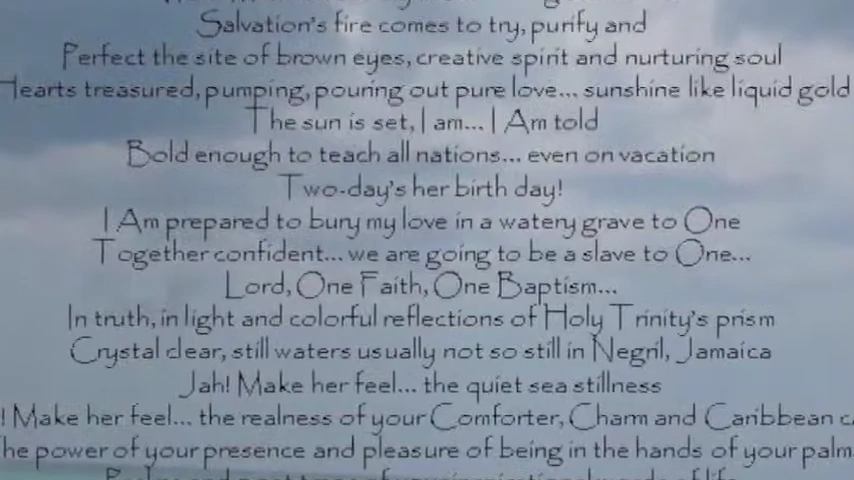 Salvation's fire comes to try, purify and
Perfect the site of brown eyes, creative spirit and nurturing soul
Hearts treasured, pumping, pouring out pure love... sunshine like liquid gold
The sun is set, I am... I Am told
Bold enough to teach all nations... even on vacation
Two-day's her birth day!
I Am prepared to bury my love in a watery grave to One
Together confident... we are going to be a slave to One...
Lord, One Faith, One Baptism...
In truth, in light and colorful reflections of Holy Trinity's prism
Crystal clear, still waters usually not so still in Negril, Jamaica
Jah! Make her feel... the quiet sea stillness
! Make her feel... the realness of your Comforter, Charm and Caribbean
the power of your presence and pleasure of being in the hands of your palm